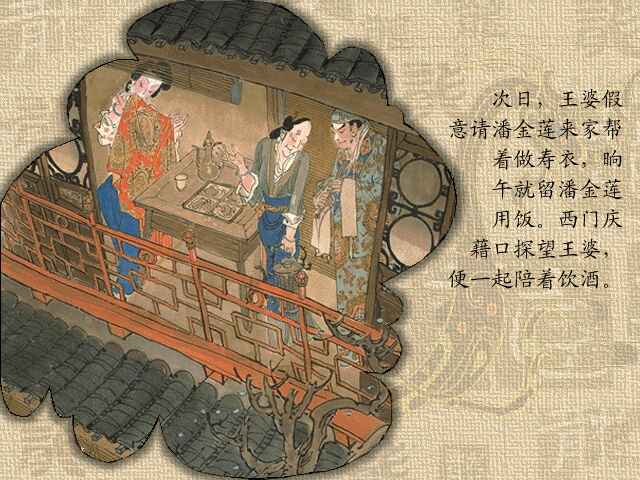 次日，王婆假
意请潘金莲来家帮
着做寿衣，晌
午就留潘金莲
用饭。西门庆
藉口探望王婆，
便一起陪着饮酒。